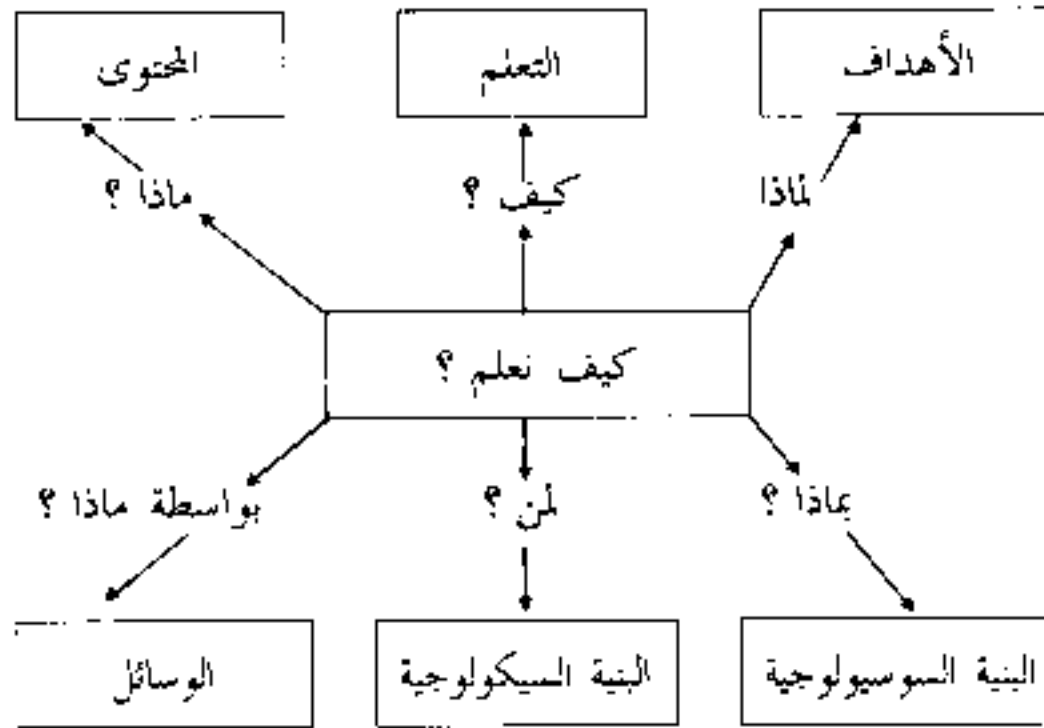 الأهداف
التعلم
المحتوى
لماذا
كيف ؟
ماذا ؟
كيف نعلم ؟
بماذا ؟
لمن ؟
بواسطة ماذا ؟
البنية السوسيولوجية
البنية السيكولوجية
الوسائل